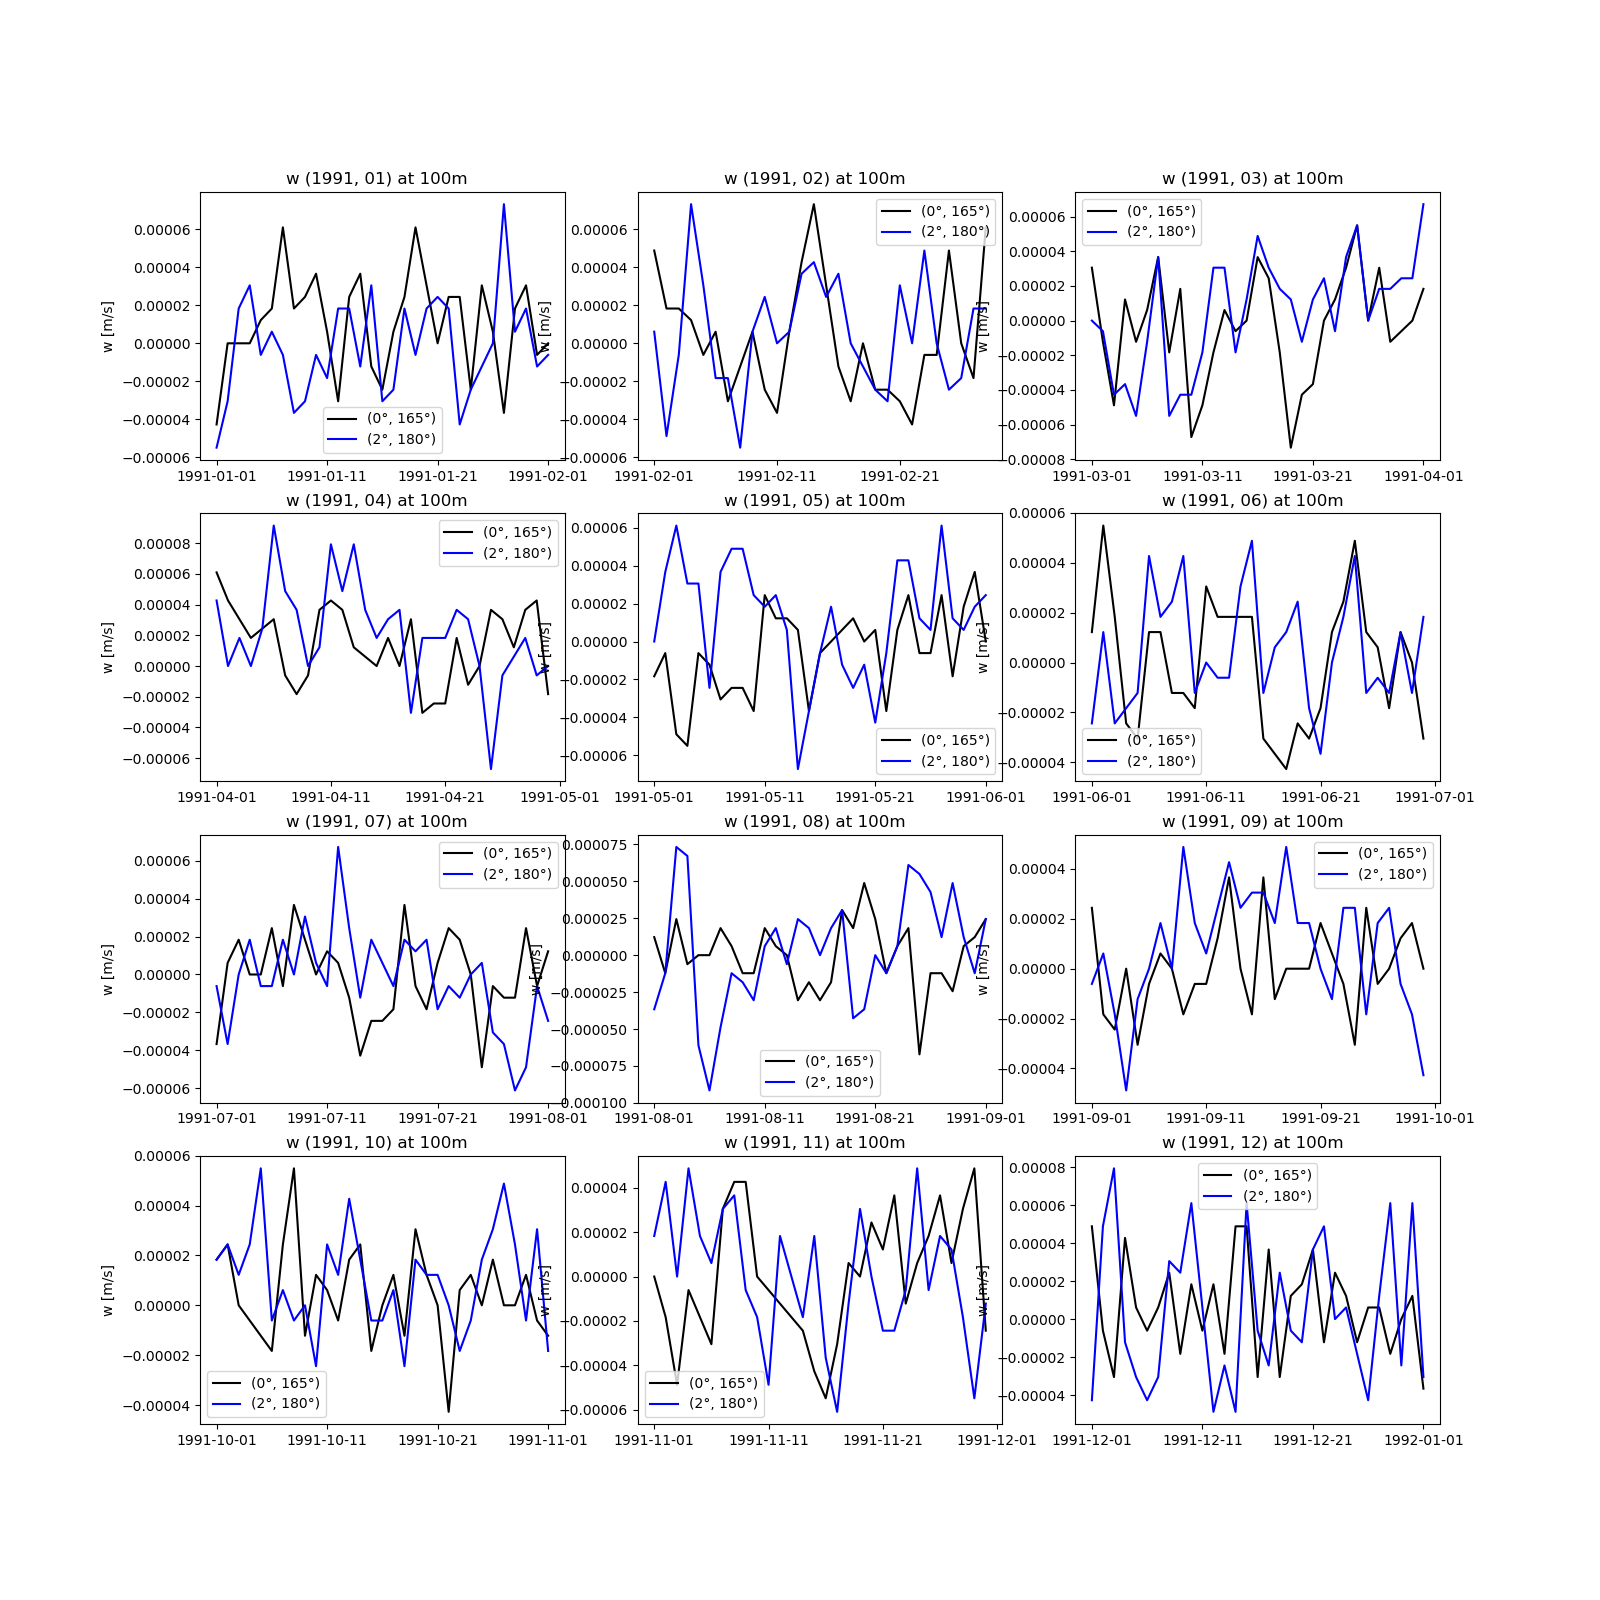 w (1991, 01) at 100m
w [m/s]
0.00006
0.00004
0.00002
0.00000
−0.00002
−0.00004
−0.00006
(0°, 165°)
(2°, 180°)
1991-01-01 1991-01-11 1991-01-21 1991-02-01
w (1991, 02) at 100m
w [m/s]
0.00006
0.00004
0.00002
0.00000
−0.00002
−0.00004
−0.00006
(0°, 165°)
(2°, 180°)
1991-02-01 1991-02-11 1991-02-21
w (1991, 03) at 100m
w [m/s]
0.00006
0.00004
0.00002
0.00000
−0.00002
−0.00004
−0.00006
−0.00008
(0°, 165°)
(2°, 180°)
1991-03-01 1991-03-11 1991-03-21 1991-04-01
w (1991, 04) at 100m
w [m/s]
0.00008
0.00006
0.00004
0.00002
0.00000
−0.00002
−0.00004
−0.00006
(0°, 165°)
(2°, 180°)
1991-04-01 1991-04-11 1991-04-21 1991-05-01
w (1991, 05) at 100m
w [m/s]
0.00006
0.00004
0.00002
0.00000
−0.00002
−0.00004
−0.00006
(0°, 165°)
(2°, 180°)
1991-05-01 1991-05-11 1991-05-21 1991-06-01
w (1991, 06) at 100m
w [m/s]
0.00006
0.00004
0.00002
0.00000
−0.00002
−0.00004
(0°, 165°)
(2°, 180°)
1991-06-01 1991-06-11 1991-06-21 1991-07-01
w (1991, 07) at 100m
w [m/s]
0.00006
0.00004
0.00002
0.00000
−0.00002
−0.00004
−0.00006
(0°, 165°)
(2°, 180°)
1991-07-01 1991-07-11 1991-07-21 1991-08-01
w (1991, 08) at 100m
w [m/s]
0.000075
0.000050
0.000025
0.000000
−0.000025
−0.000050
−0.000075
0.000100
(0°, 165°)
(2°, 180°)
1991-08-01 1991-08-11 1991-08-21 1991-09-01
w (1991, 09) at 100m
w [m/s]
0.00004
0.00002
0.00000
−0.00002
−0.00004
(0°, 165°)
(2°, 180°)
1991-09-01 1991-09-11 1991-09-21 1991-10-01
w (1991, 10) at 100m
w [m/s]
0.00006
0.00004
0.00002
0.00000
−0.00002
−0.00004
(0°, 165°)
(2°, 180°)
1991-10-01 1991-10-11 1991-10-21 1991-11-01
w (1991, 11) at 100m
w [m/s]
0.00004
0.00002
0.00000
−0.00002
−0.00004
−0.00006
(0°, 165°)
(2°, 180°)
1991-11-01 1991-11-11 1991-11-21 1991-12-01
w (1991, 12) at 100m
w [m/s]
0.00008
0.00006
0.00004
0.00002
0.00000
−0.00002
−0.00004
(0°, 165°)
(2°, 180°)
1991-12-01 1991-12-11 1991-12-21 1992-01-01